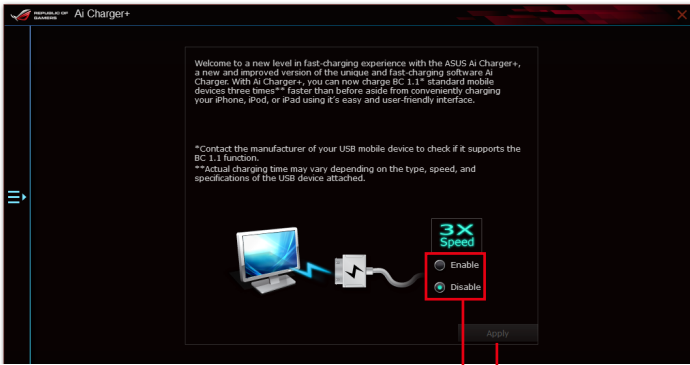 REPUBLIC OF
GAMERS
Ai Charger+
Welcome to a new level in fast-charging experience with the ASUS Ai Charger+,
a new and improved version of the unique and fast-charging software Ai
Charger. With Ai Charger+, you can now charge BC 1.1* standard mobile
devices three times** faster than before aside from conveniently charging
your iPhone, iPod, or iPad using it's easy and user-friendly interface.
*Contact the manufacturer of your USB mobile device to check if it supports the
BC 1.1 function.
**Actual charging time may vary depending on the type, speed, and
specifications of the USB device attached.
3X
Speed
Enable
Disable
Apply